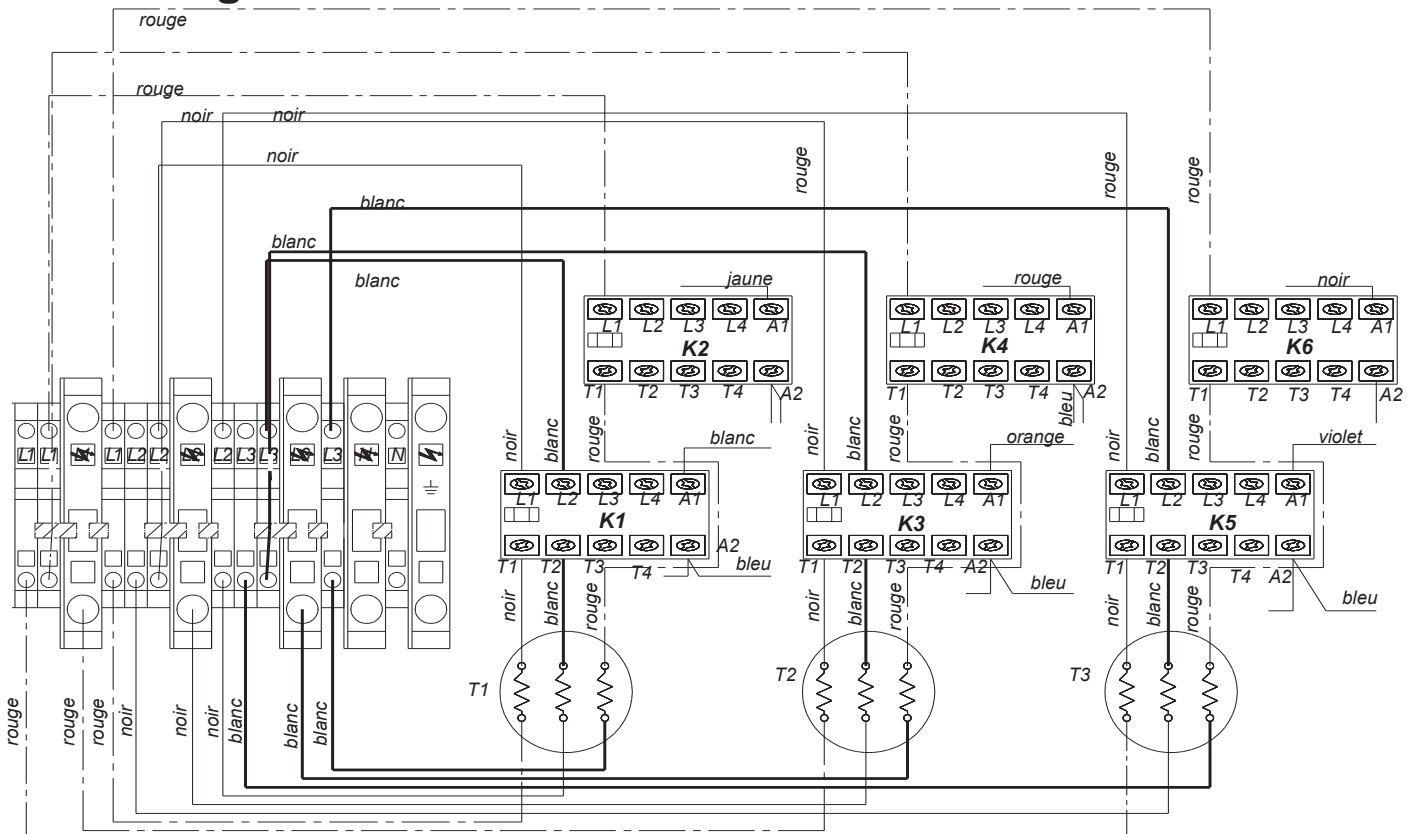 rouge
rouge
noir noir
noir
blanc
blanc
blanc
rouge
rouge
rouge
jaune
rouge
noir
L1 L2 L3 L4 A1
K2
T1 T2 T3 T4 A2
L1 L2 L3 L4 A1
K4
T1 T2 T3 T4 A2
bleu
L1 L2 L3 L4 A1
K6
T1 T2 T3 T4 A2
L1 L1 L1 L2 L2 L2 L3 L3 L3 N
noir blanc rouge blanc
noir blanc rouge orange
noir blanc rouge violet
L1 L2 L3 L4 A1
K1
T1 T2 T3 T4 A2
bleu
L1 L2 L3 L4 A1
K3
T1 T2 T3 T4 A2
bleu
L1 L2 L3 L4 A1
K5
T1 T2 T3 T4 A2
bleu
noir blanc rouge
noir blanc rouge
noir blanc rouge
T1
T2
T3
rouge rouge rouge noir noir noir blanc blanc blanc